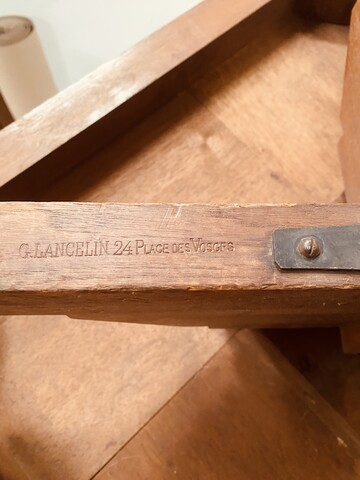 G. LANCELIN 24 PLACE DES VOSGES